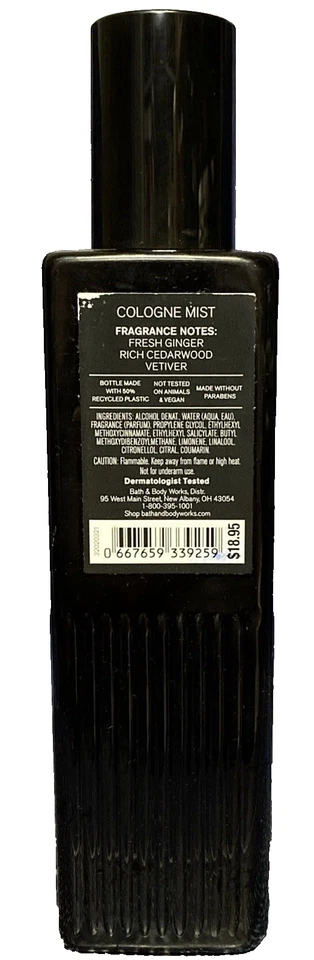 COLOGNE MIST
FRAGRANCE NOTES:
FRESH GINGER
RICH CEDARWOOD
VETIVER
BOTTLE MADE
WITH 50%
RECYCLED PLASTIC
NOT TESTED
ON ANIMALS
& VEGAN
MADE WITHOUT
PARABENS
INGREDIENTS: ALCOHOL DENAT., WATER (AQUA, EAU),
FRAGRANCE (PARFUM), PROPYLENE GLYCOL, ETHYLHEXYL
METHOXYCINNAMATE, ETHYLHEXYL SALICYLATE, BUTYL
METHOXYDIBENZOYLMETHANE, LIMONENE, LINALOOL,
CITRONELLOL, CITRAL, COUMARIN.
CAUTION: Flammable. Keep away from flame or high heat.
Not for underarm use.
Dermatologist Tested
Bath & Body Works, Distr.
95 West Main Street, New Albany, OH 43054
1-800-395-1001
Shop bathandbodyworks.com
0 667659 339259
$18.95